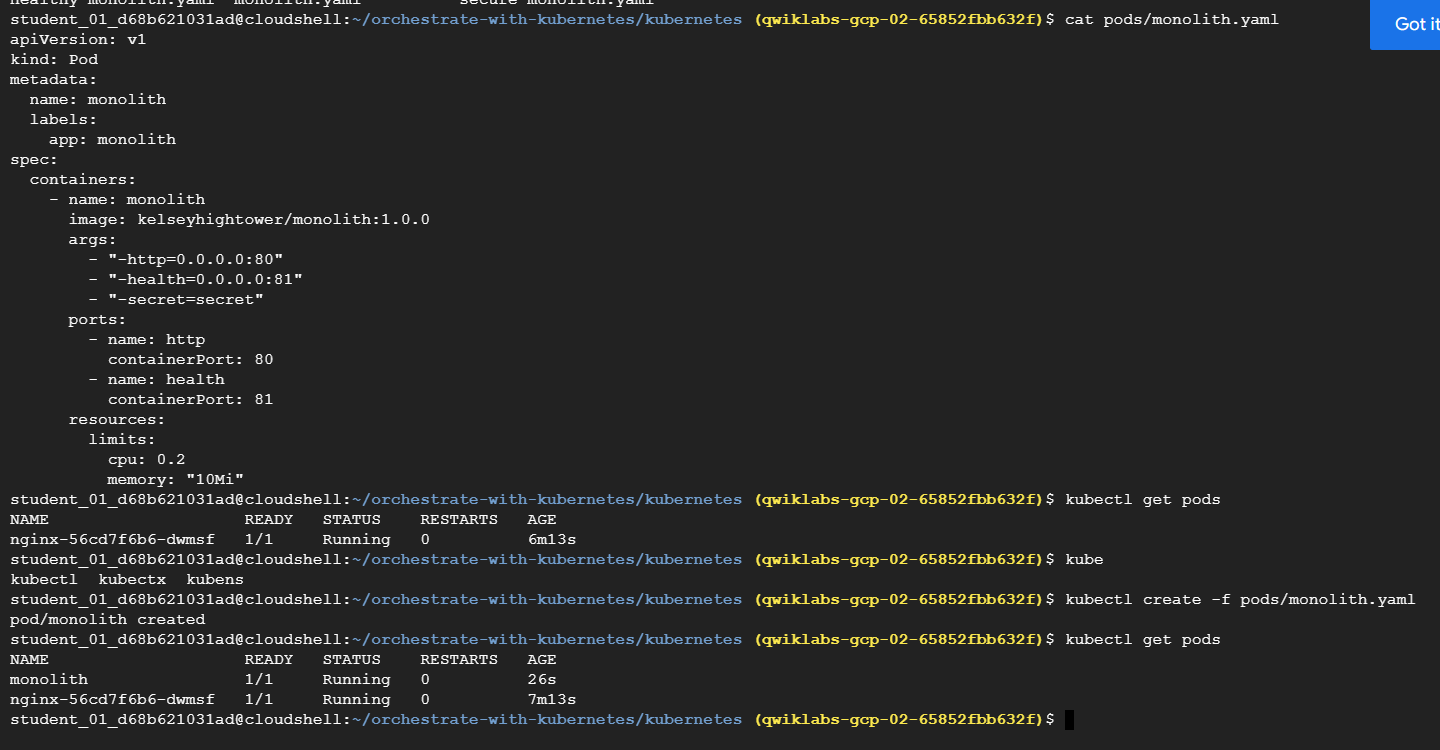 healthy-monolith.yaml  monolith.yaml          secure-monolith.yaml
student_01_d68b621031ad@cloudshell:~/orchestrate-with-kubernetes/kubernetes (qwiklabs-gcp-02-65852fbb632f)$ cat pods/monolith.yaml
Got it
apiVersion: v1
kind: Pod
metadata:
  name: monolith
  labels:
    app: monolith
spec:
  containers:
    - name: monolith
      image: kelseyhightower/monolith:1.0.0
      args:
        - "-http=0.0.0.0:80"
        - "-health=0.0.0.0:81"
        - "-secret=secret"
      ports:
        - name: http
          containerPort: 80
        - name: health
          containerPort: 81
      resources:
        limits:
          cpu: 0.2
          memory: "10Mi"
student_01_d68b621031ad@cloudshell:~/orchestrate-with-kubernetes/kubernetes (qwiklabs-gcp-02-65852fbb632f)$ kubectl get pods
NAME                    READY   STATUS    RESTARTS   AGE
nginx-56cd7f6b6-dwmsf   1/1     Running   0          6m13s
student_01_d68b621031ad@cloudshell:~/orchestrate-with-kubernetes/kubernetes (qwiklabs-gcp-02-65852fbb632f)$ kube
kubectl  kubectx  kubens
student_01_d68b621031ad@cloudshell:~/orchestrate-with-kubernetes/kubernetes (qwiklabs-gcp-02-65852fbb632f)$ kubectl create -f pods/monolith.yaml
pod/monolith created
student_01_d68b621031ad@cloudshell:~/orchestrate-with-kubernetes/kubernetes (qwiklabs-gcp-02-65852fbb632f)$ kubectl get pods
NAME                    READY   STATUS    RESTARTS   AGE
monolith                1/1     Running   0          26s
nginx-56cd7f6b6-dwmsf   1/1     Running   0          7m13s
student_01_d68b621031ad@cloudshell:~/orchestrate-with-kubernetes/kubernetes (qwiklabs-gcp-02-65852fbb632f)$